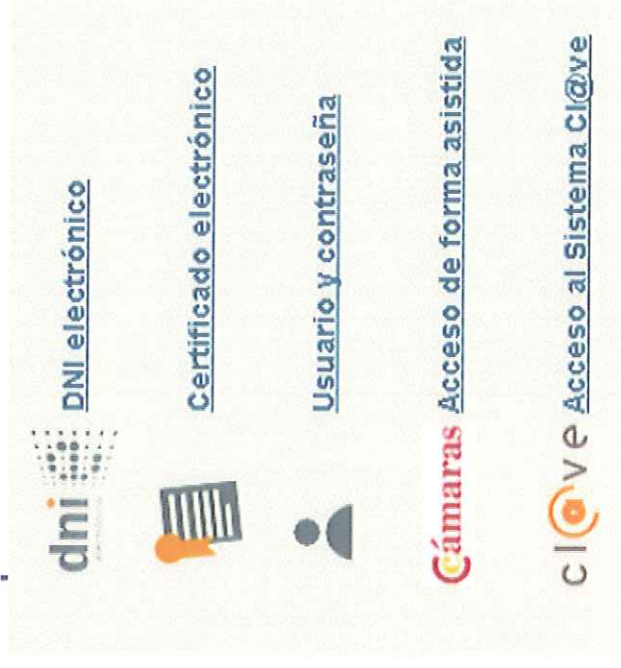 dni DNI electrónico
Certificado electrónico
Usuario y contraseña
cámaras Acceso de forma asistida
cl@ve Acceso al Sistema Cl@ve